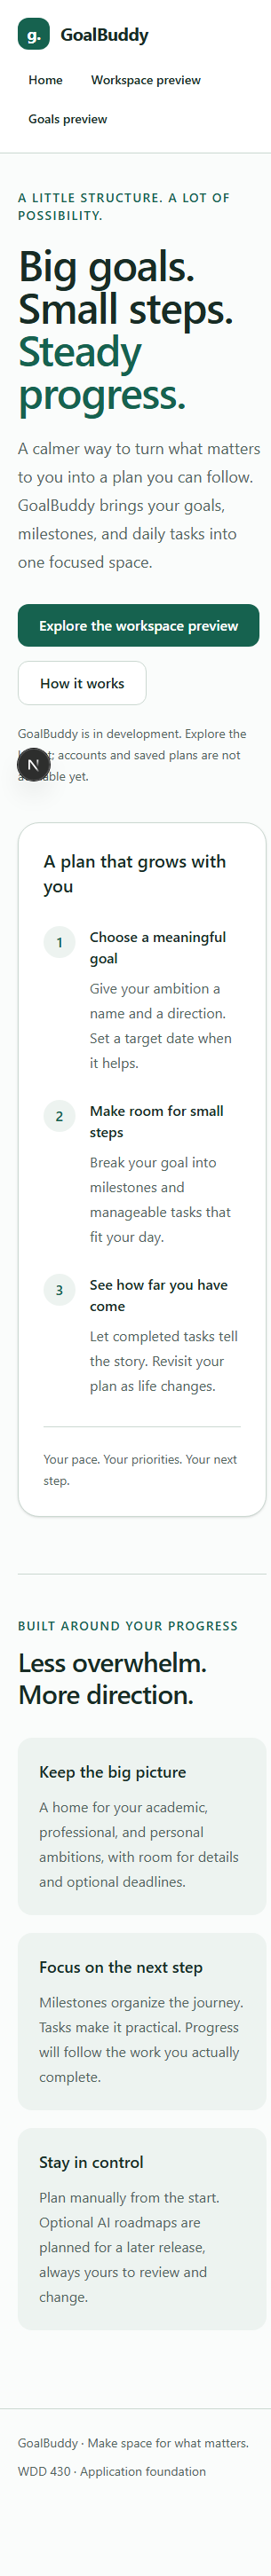 g. GoalBuddy
Home Workspace preview
Goals preview
A LITTLE STRUCTURE. A LOT OF
POSSIBILITY.
Big goals.
Small steps.
Steady
progress.
A calmer way to turn what matters
to you into a plan you can follow.
GoalBuddy brings your goals,
milestones, and daily tasks into
one focused space.
Explore the workspace preview
How it works
GoalBuddy is in development. Explore the
; accounts and saved plans are not
yet.
N
A plan that grows with
you
1 Choose a meaningful
goal
Give your ambition a
name and a direction.
Set a target date when
it helps.
2 Make room for small
steps
Break your goal into
milestones and
manageable tasks that
fit your day.
3 See how far you have
come
Let completed tasks tell
the story. Revisit your
plan as life changes.
Your pace. Your priorities. Your next
step.
BUILT AROUND YOUR PROGRESS
Less overwhelm.
More direction.
Keep the big picture
A home for your academic,
professional, and personal
ambitions, with room for details
and optional deadlines.
Focus on the next step
Milestones organize the journey.
Tasks make it practical. Progress
will follow the work you actually
complete.
Stay in control
Plan manually from the start.
Optional AI roadmaps are
planned for a later release,
always yours to review and
change.
GoalBuddy · Make space for what matters.
WDD 430 · Application foundation